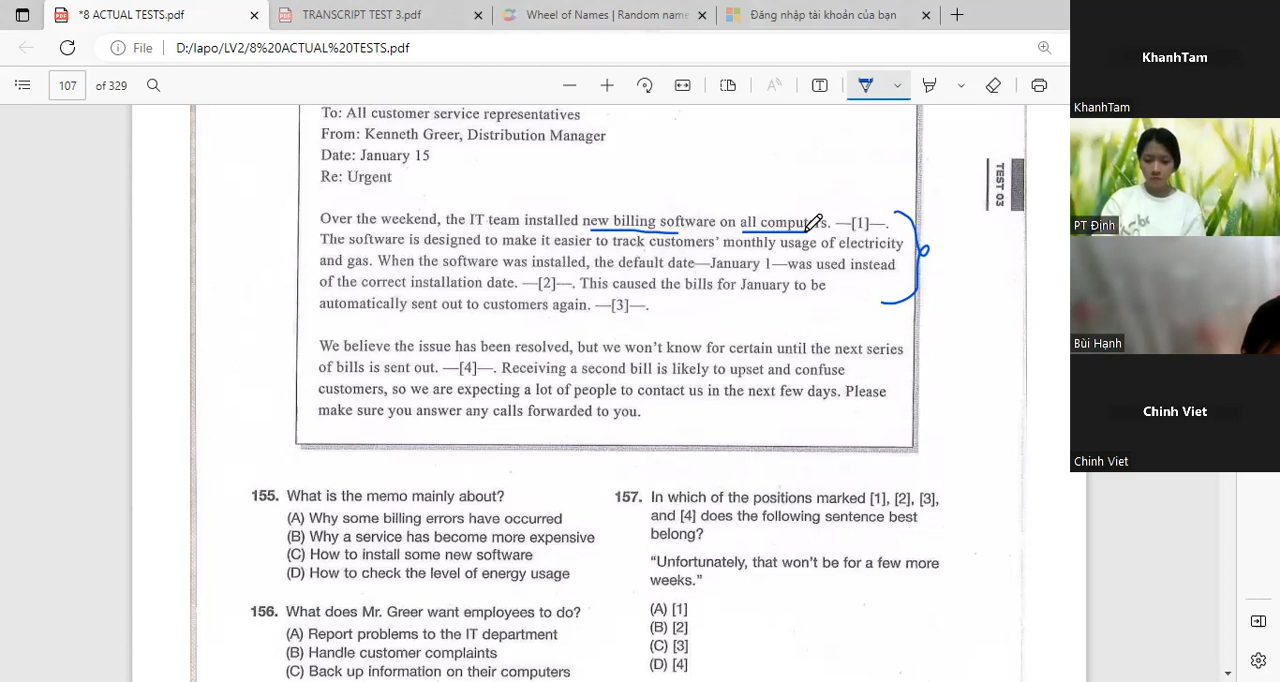 *8 ACTUAL TESTS.pdf
TRANSCRIPT TEST 3.pdf
Wheel of Names | Random name
Đăng nhập tài khoản của bạn
File
D:/lapo/LV2/8%20ACTUAL%20TESTS.pdf
107 of 329
To: All customer service representatives
From: Kenneth Greer, Distribution Manager
Date: January 15
Re: Urgent
Over the weekend, the IT team installed new billing software on all computers. —[1]—.
The software is designed to make it easier to track customers’ monthly usage of electricity
and gas. When the software was installed, the default date—January 1—was used instead
of the correct installation date. —[2]—. This caused the bills for January to be
automatically sent out to customers again. —[3]—.
We believe the issue has been resolved, but we won’t know for certain until the next series
of bills is sent out. —[4]—. Receiving a second bill is likely to upset and confuse
customers, so we are expecting a lot of people to contact us in the next few days. Please
make sure you answer any calls forwarded to you.
TEST 03
155. What is the memo mainly about?
(A) Why some billing errors have occurred
(B) Why a service has become more expensive
(C) How to install some new software
(D) How to check the level of energy usage
156. What does Mr. Greer want employees to do?
(A) Report problems to the IT department
(B) Handle customer complaints
(C) Back up information on their computers
157. In which of the positions marked [1], [2], [3],
and [4] does the following sentence best
belong?
“Unfortunately, that won’t be for a few more
weeks.”
(A) [1]
(B) [2]
(C) [3]
(D) [4]
KhanhTam
KhanhTam
PT Định
Bùi Hạnh
Chinh Viet
Chinh Viet